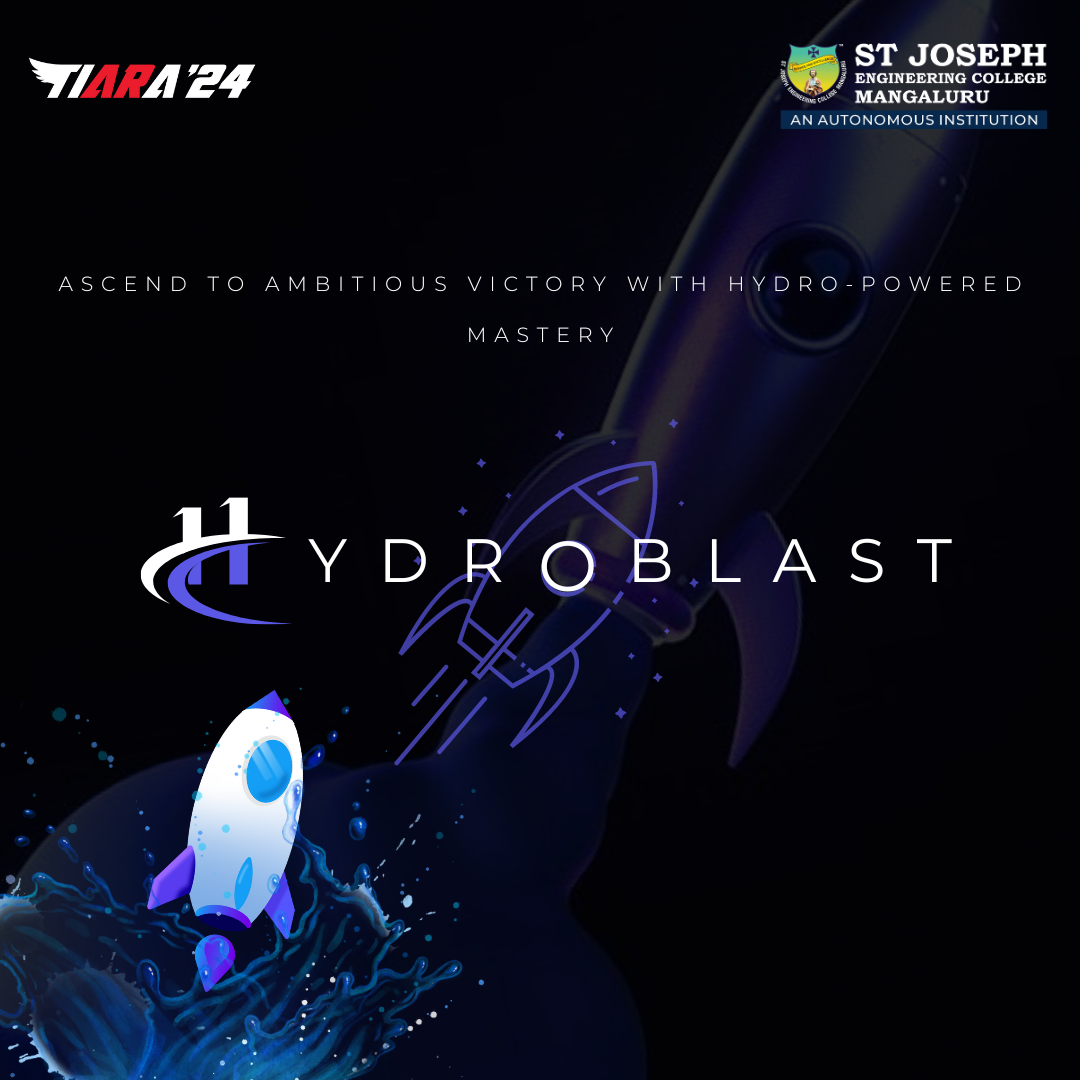 TIARA'24
ST JOSEPH
ENGINEERING COLLEGE
MANGALURU
AN AUTONOMOUS INSTITUTION
ASCEND TO AMBITIOUS VICTORY WITH HYDRO-POWERED
MASTERY
HYDROBLAST